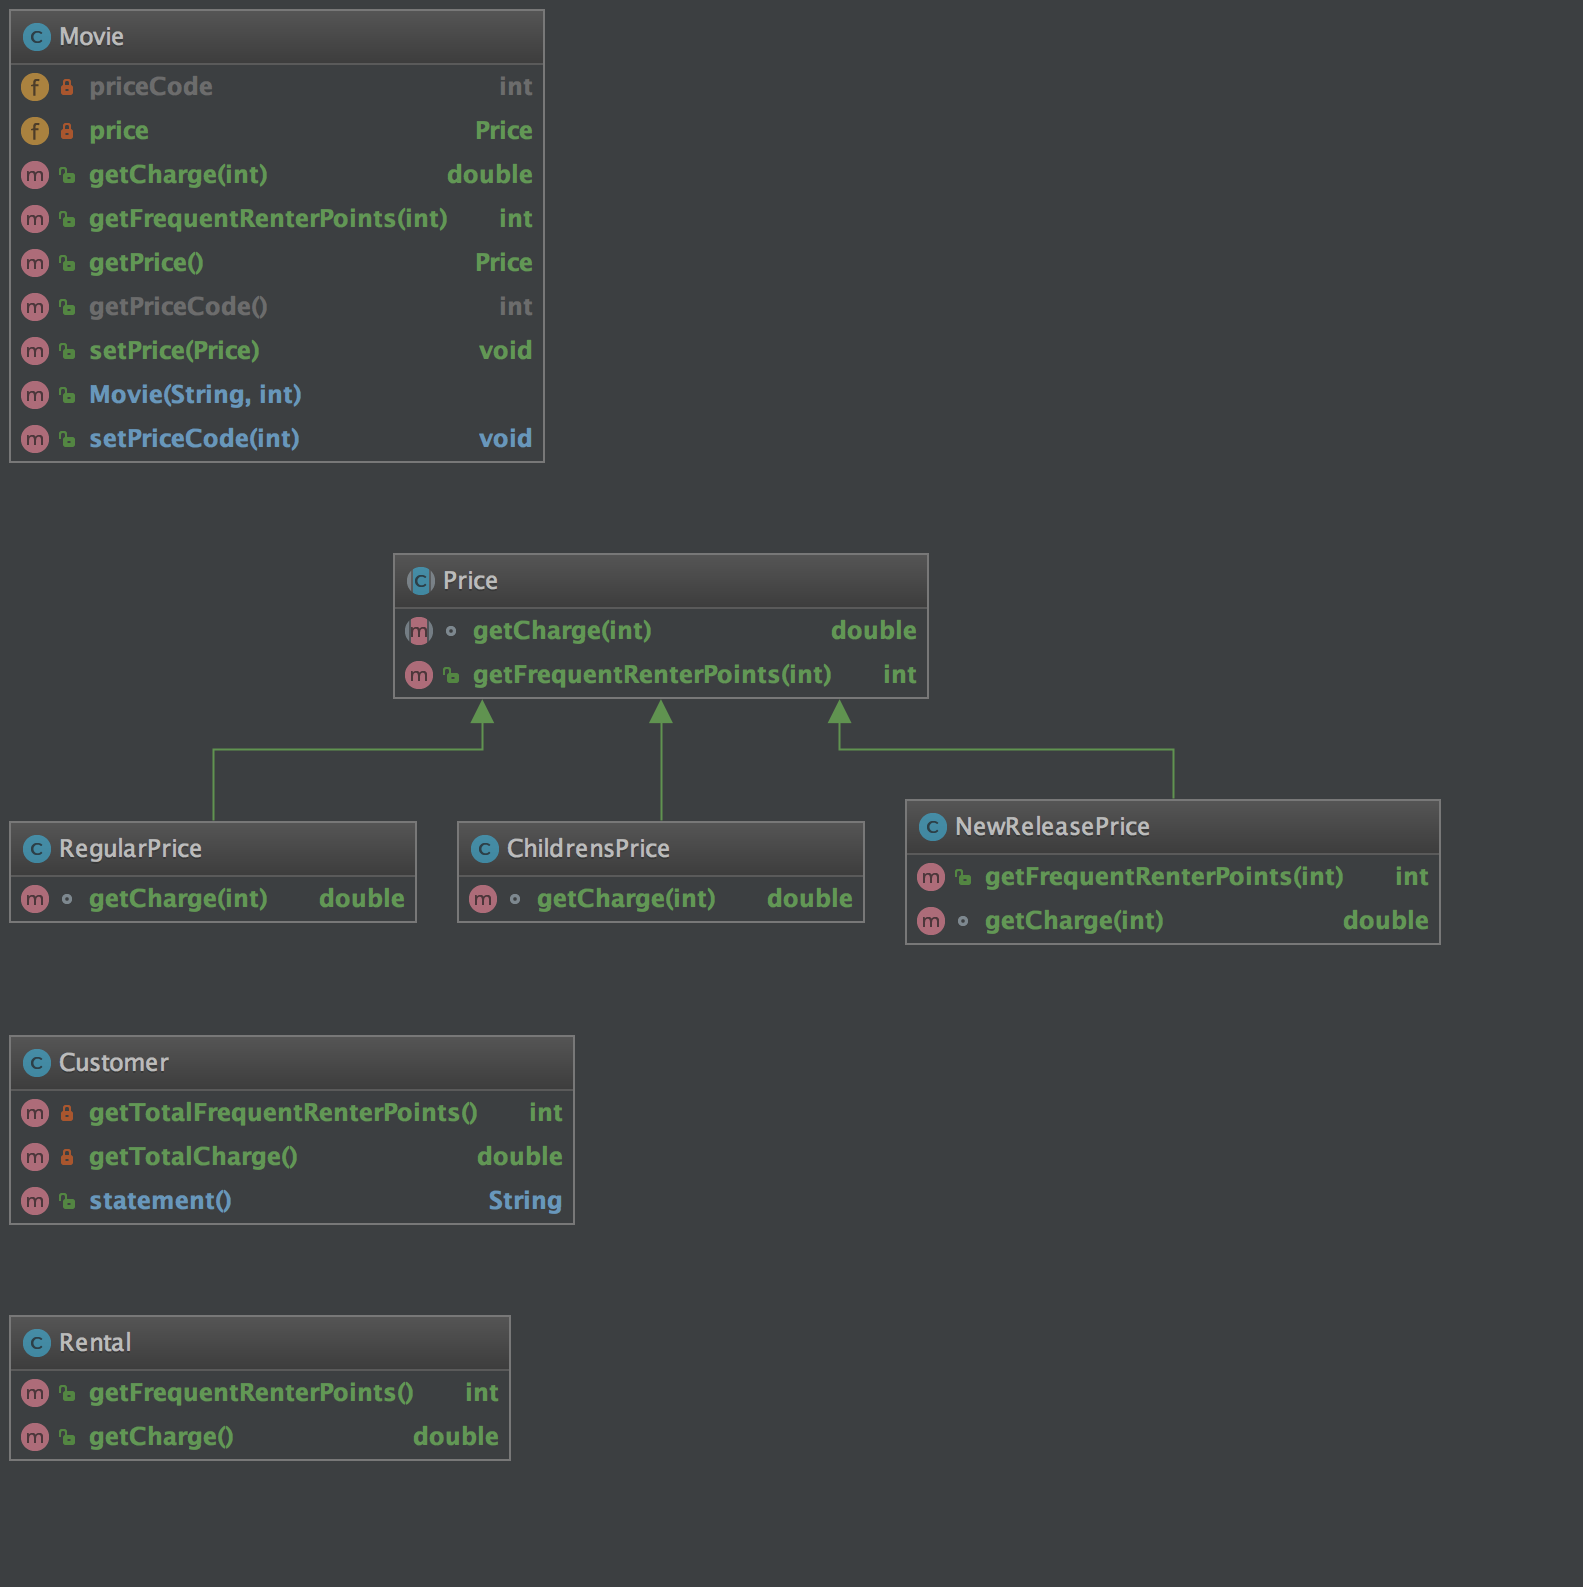 Movie
priceCode int
price Price
getCharge(int) double
getFrequentRenterPoints(int) int
getPrice() Price
getPriceCode() int
setPrice(Price) void
Movie(String, int)
setPriceCode(int) void
Price
getCharge(int) double
getFrequentRenterPoints(int) int
RegularPrice
getCharge(int) double
ChildrensPrice
getCharge(int) double
NewReleasePrice
getFrequentRenterPoints(int) int
getCharge(int) double
Customer
getTotalFrequentRenterPoints() int
getTotalCharge() double
statement() String
Rental
getFrequentRenterPoints() int
getCharge() double